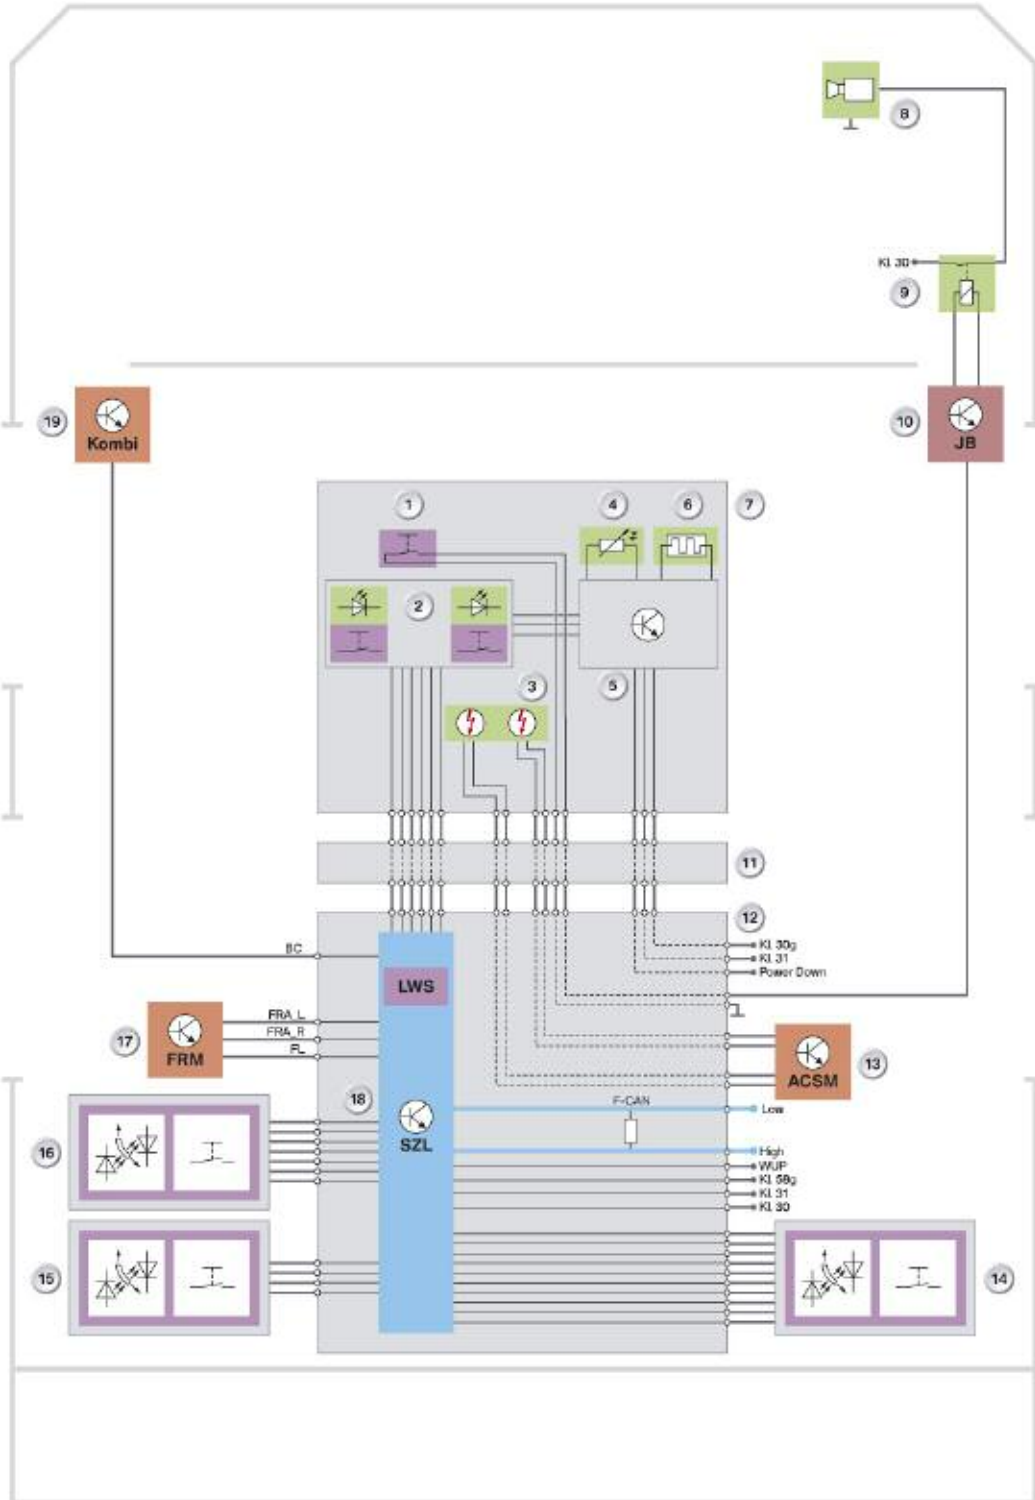 8
Kl. 30
9
19
Kombi
10
JB
1
4
6
7
2
3
5
11
12
BC
Kl. 30g
Kl. 31
Power Down
LWS
17
FRM
FRA_L
FRA_R
FL
ACSM
13
18
SZL
F-CAN
Low
High
WUP
Kl. 58g
Kl. 31
Kl. 30
16
15
14